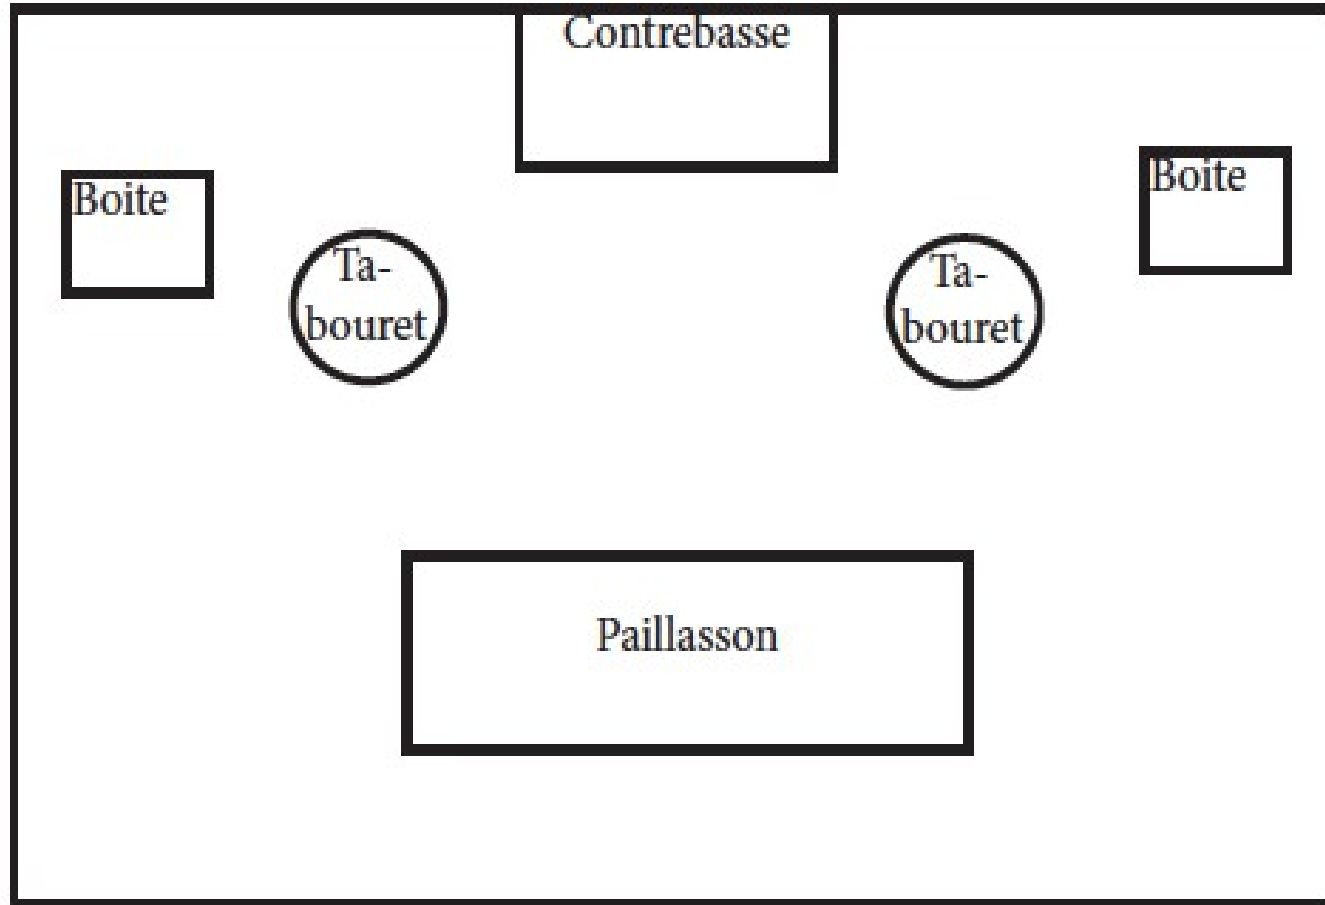 Contrebasse
Boite
Boite
Ta-
bouret
Ta-
bouret
Paillasson